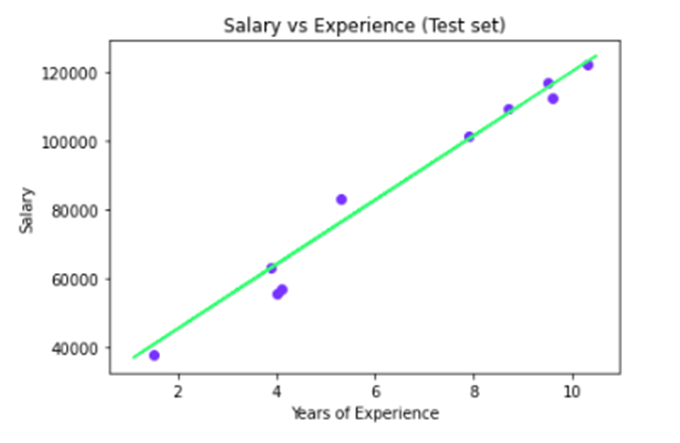 Salary vs Experience (Test set)
120000
100000
80000
60000
40000
Salary
2 4 6 8 10
Years of Experience